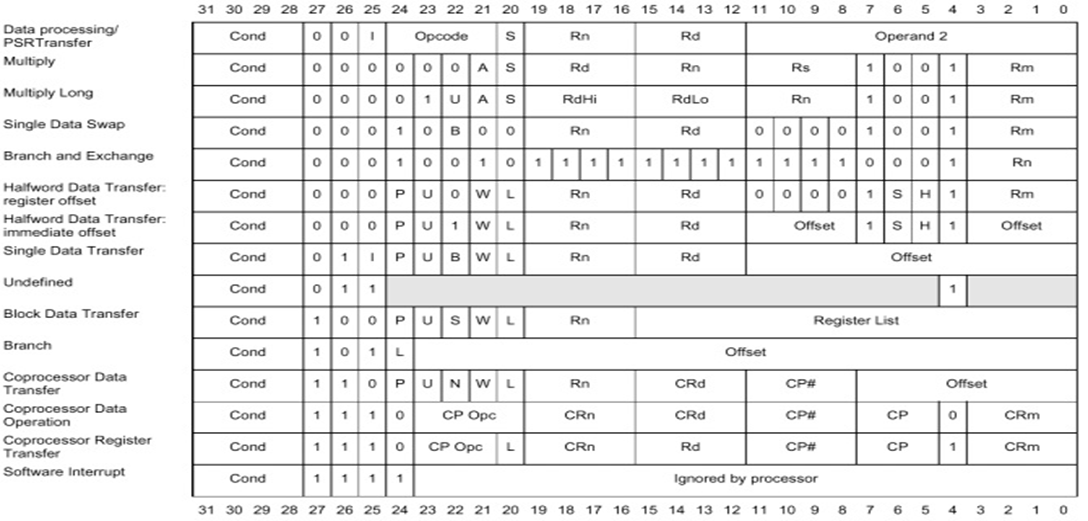 31 30 29 28 27 26 25 24 23 22 21 20 19 18 17 16 15 14 13 12 11 10 9 8 7 6 5 4 3 2 1 0
Data processing/
PSRTransfer
Cond 0 0 I Opcode S Rn Rd Operand 2
Multiply
Cond 0 0 0 0 0 0 A S Rd Rn Rs 1 0 0 1 Rm
Multiply Long
Cond 0 0 0 0 1 U A S RdHi RdLo Rn 1 0 0 1 Rm
Single Data Swap
Cond 0 0 0 1 0 B 0 0 Rn Rd 0 0 0 0 1 0 0 1 Rm
Branch and Exchange
Cond 0 0 0 1 0 0 1 0 1 1 1 1 1 1 1 1 1 1 1 1 0 0 0 1 Rn
Halfword Data Transfer:
register offset
Cond 0 0 0 P U 0 W L Rn Rd 0 0 0 0 1 S H 1 Rm
Halfword Data Transfer:
immediate offset
Cond 0 0 0 P U 1 W L Rn Rd Offset 1 S H 1 Offset
Single Data Transfer
Cond 0 1 I P U B W L Rn Rd Offset
Undefined
Cond 0 1 1 1
Block Data Transfer
Cond 1 0 0 P U S W L Rn Register List
Branch
Cond 1 0 1 L Offset
Coprocessor Data
Transfer
Cond 1 1 0 P U N W L Rn CRd CP# Offset
Coprocessor Data
Operation
Cond 1 1 1 0 CP Opc CRn CRd CP# CP 0 CRm
Coprocessor Register
Transfer
Cond 1 1 1 0 CP Opc L CRn Rd CP# CP 1 CRm
Software Interrupt
Cond 1 1 1 1 Ignored by processor
31 30 29 28 27 26 25 24 23 22 21 20 19 18 17 16 15 14 13 12 11 10 9 8 7 6 5 4 3 2 1 0